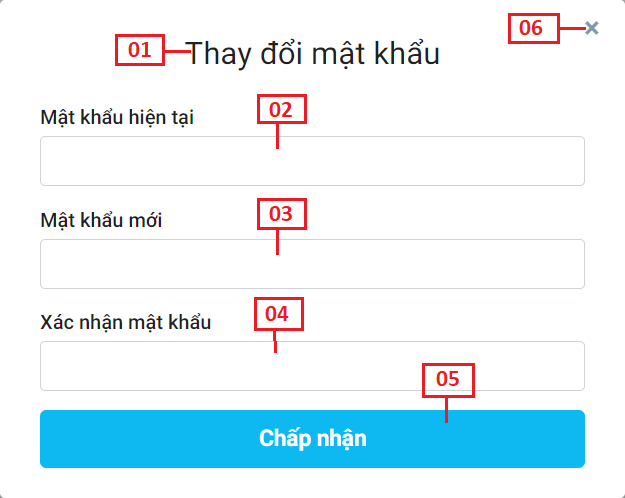 06
01
Thay đổi mật khẩu
Mật khẩu hiện tại
02
Mật khẩu mới
03
Xác nhận mật khẩu
04
05
Chấp nhận